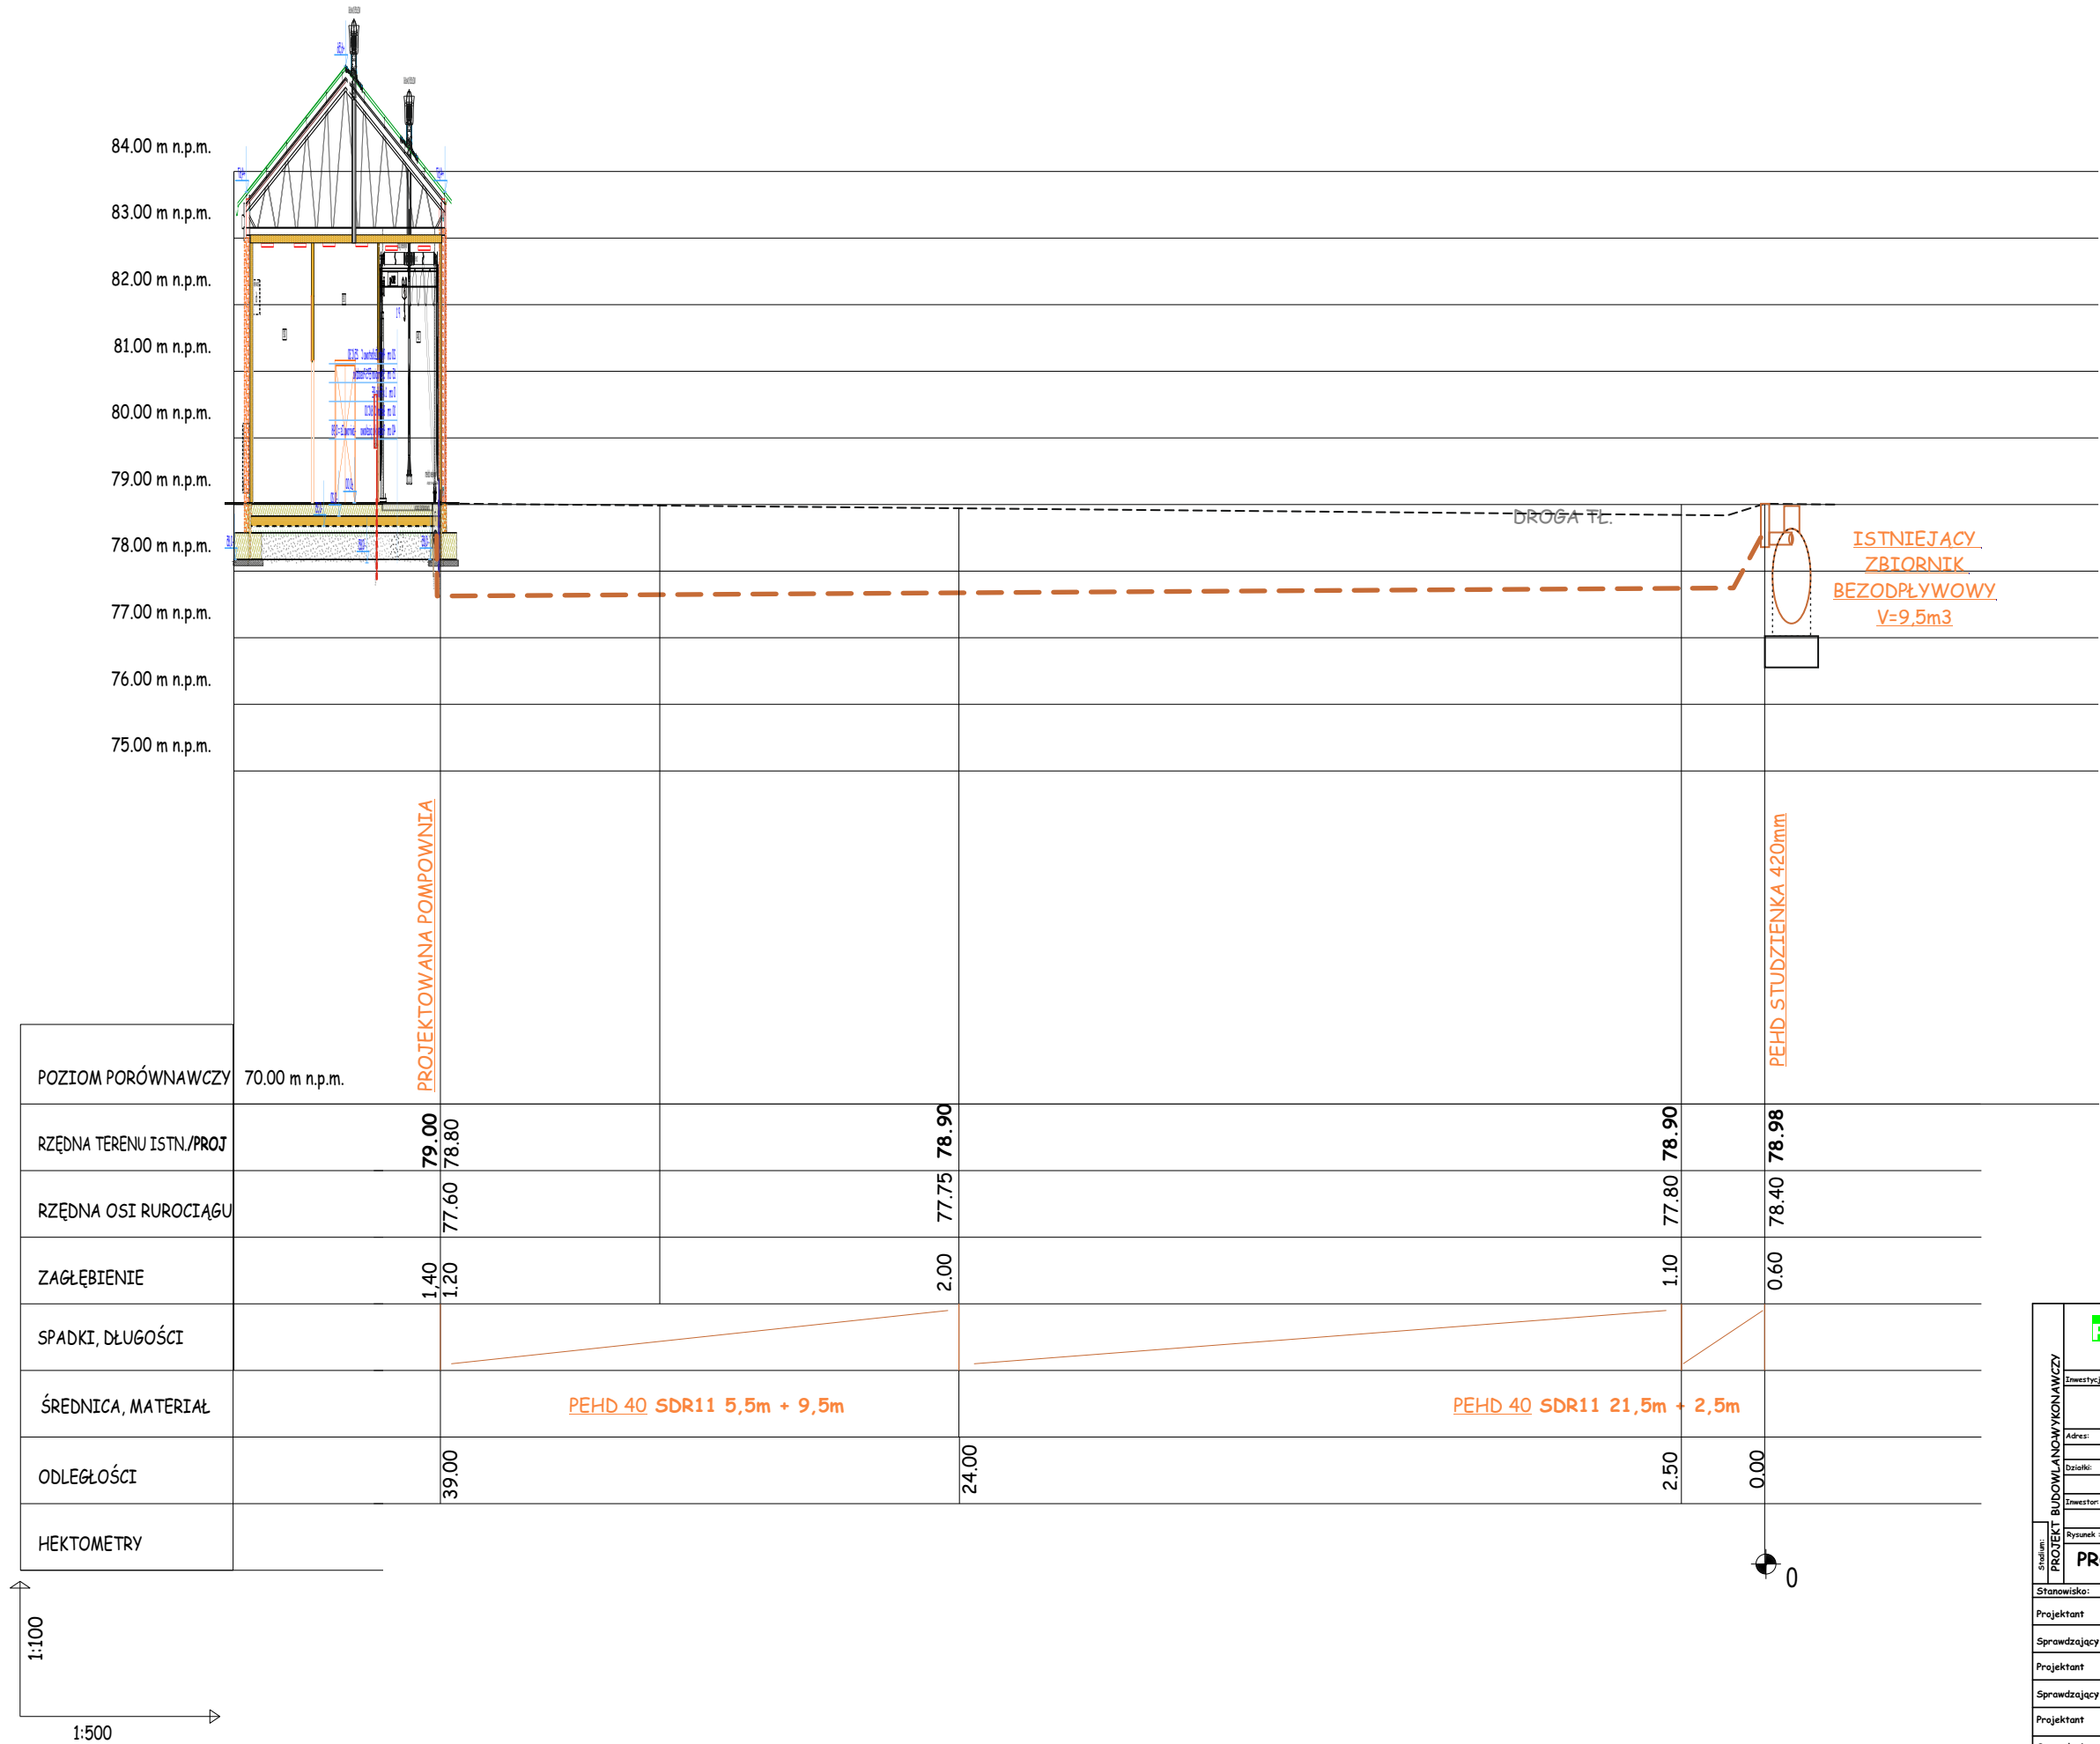 84.00 m n.p.m.
83.00 m n.p.m.
82.00 m n.p.m.
81.00 m n.p.m.
80.00 m n.p.m.
79.00 m n.p.m.
78.00 m n.p.m.
77.00 m n.p.m.
76.00 m n.p.m.
75.00 m n.p.m.
DROGA TŁ.
ISTNIEJĄCY
ZBIORNIK
BEZODPŁYWOWY
V=9,5m3
PROJEKTOWANA POMPOWNIA
PEHD STUDZIENKA 420mm
POZIOM PORÓWNAWCZY 70.00 m n.p.m.
RZĘDNA TERENU ISTN./PROJ 79.00 78.80 78.90 78.90 78.98
RZĘDNA OSI RUROCIĄGU 77.60 77.75 77.80 78.40
ZAGŁĘBIENIE 1,40 1.20 2.00 1.10 0.60
SPADKI, DŁUGOŚCI
ŚREDNICA, MATERIAŁ PEHD 40 SDR11 5,5m + 9,5m PEHD 40 SDR11 21,5m + 2,5m
ODLEGŁOŚCI 39.00 24.00 2.50 0.00
HEKTOMETRY
0
1:100
1:500
Stadium:
PROJEKT BUDOWLANO-WYKONAWCZY
Adres:
Działki:
Inwestor:
Rysunek :
PR
Stanowisko:
Projektant
Sprawdzający
Projektant
Sprawdzający
Projektant